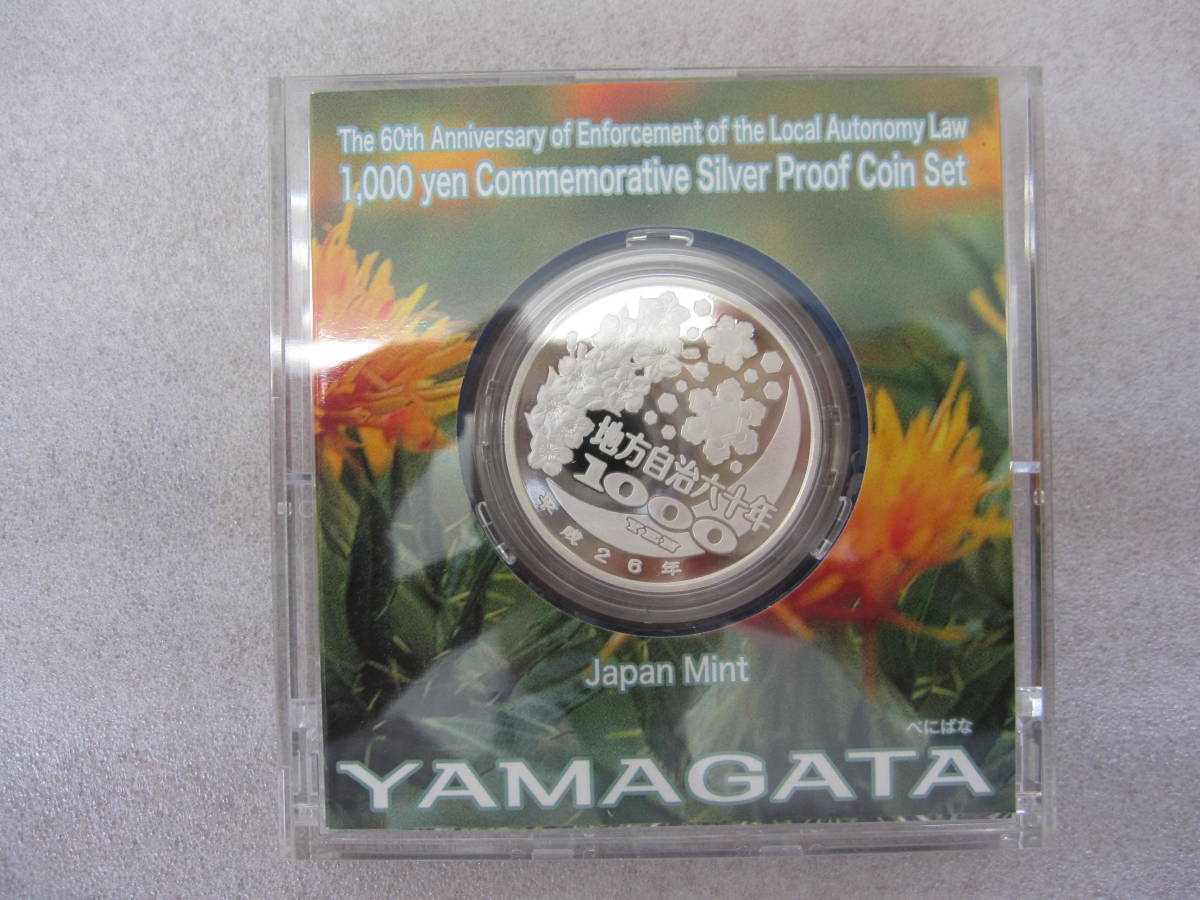 The 60th Anniversary of Enforcement of the Local Autonomy Law
1,000 yen Commemorative Silver Proof Coin Set
地方自治六十年
1000
YEN
平成26年
Japan Mint
べにばな
YAMAGATA